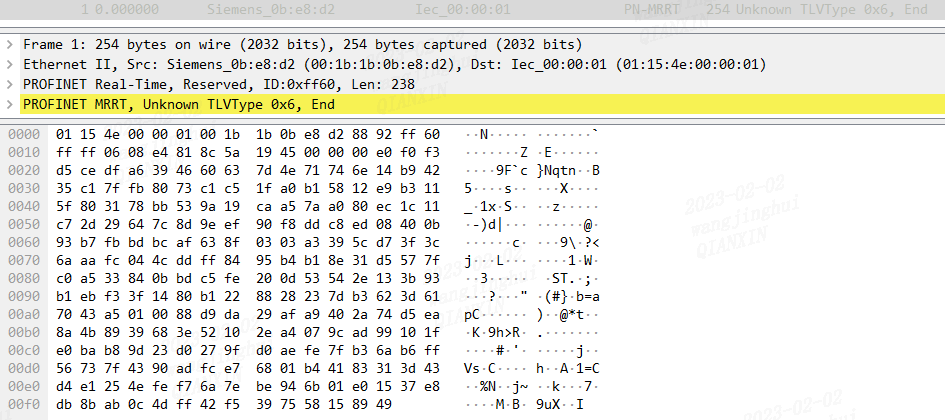 1 0.000000 Siemens_0b:e8:d2 Iec_00:00:01 PN-MRRT 254 Unknown TLVType 0x6, End
Frame 1: 254 bytes on wire (2032 bits), 254 bytes captured (2032 bits)
Ethernet II, Src: Siemens_0b:e8:d2 (00:1b:1b:0b:e8:d2), Dst: Iec_00:00:01 (01:15:4e:00:00:01)
PROFINET Real-Time, Reserved, ID:0xff60, Len: 238
PROFINET MRRT, Unknown TLVType 0x6, End
0000 01 15 4e 00 00 01 00 1b 1b 0b e8 d2 88 92 ff 60 ··N····· ·······`
0010 ff ff 06 08 e4 81 8c 5a 19 45 00 00 00 e0 f0 f3 ·······Z ·E······
0020 d5 ce df a6 39 46 60 63 7d 4e 71 74 6e 14 b9 42 ····9F`c }Nqtn··B
0030 35 c1 7f fb 80 73 c1 c5 1f a0 b1 58 12 e9 b3 11 5····s·· ···X····
0040 5f 80 31 78 bb 53 9a 19 ca a5 7a a0 80 ec 1c 11 _·1x·S·· ··z·····
0050 c7 2d 29 64 7c 8d 9e ef 90 f8 dd c8 ed 08 40 0b ·-)d|··· ······@·
0060 93 b7 fb bd bc af 63 8f 03 03 a3 39 5c d7 3f 3c ······c· ···9\·?<
0070 6a aa fc 04 4c dd ff 84 95 b4 b1 8e 31 d5 57 7f j···L··· ····1·W·
0080 c0 a5 33 84 0b bd c5 fe 20 0d 53 54 2e 13 3b 93 ··3····· ·ST.·;·
0090 b1 eb f3 3f 14 80 b1 22 88 28 23 7d b3 62 3d 61 ···?···" ·(#}·b=a
00a0 70 43 a5 01 00 88 d9 da 29 af a9 40 2a 74 d5 ea pC······ )··@*t··
00b0 8a 4b 89 39 68 3e 52 10 2e a4 07 9c ad 99 10 1f ·K·9h>R· .·······
00c0 e0 ba b8 9d 23 d0 27 9f d0 ae fe 7f b3 6a b6 ff ····#·'· ·····j··
00d0 56 73 7f 43 90 ad fc e7 68 01 b4 41 83 31 3d 43 Vs·C···· h··A·1=C
00e0 d4 e1 25 4e fe f7 6a 7e be 94 6b 01 e0 15 37 e8 ··%N··j~ ··k···7·
00f0 db 8b ab 0c 4d ff 42 f5 39 75 58 15 89 49 ····M·B· 9uX··I
2023-02-02
wangjinghui
QIANXIN